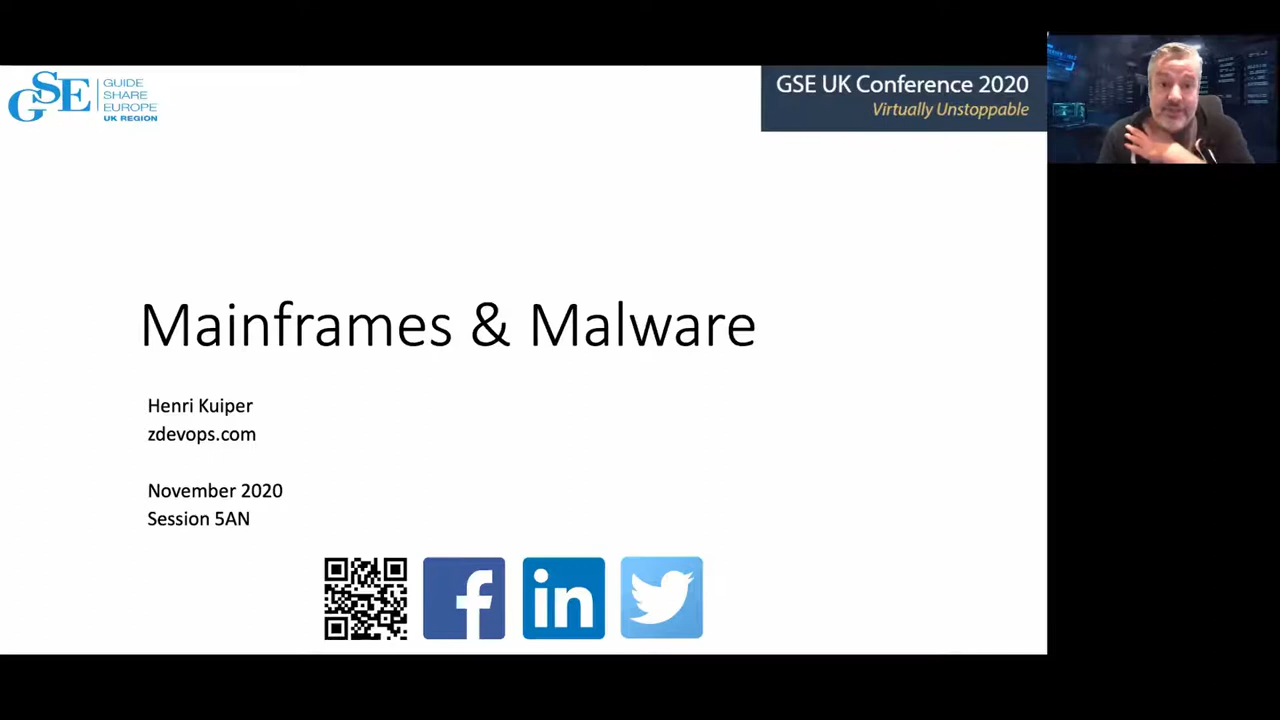 GSE
GUIDE
SHARE
EUROPE
UK REGION
GSE UK Conference 2020
Virtually Unstoppable
Mainframes & Malware
Henri Kuiper
zdevops.com
November 2020
Session 5AN
f
in